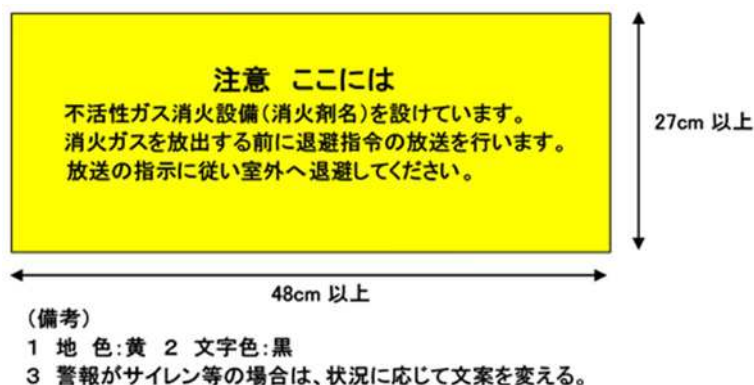 注意 ここには
不活性ガス消火設備(消火剤名)を設けています。
消火ガスを放出する前に退避指令の放送を行います。
放送の指示に従い室外へ退避してください。
27cm 以上
48cm 以上
(備考)
1 地 色:黄 2 文字色:黒
3 警報がサイレン等の場合は、状況に応じて文案を変える。